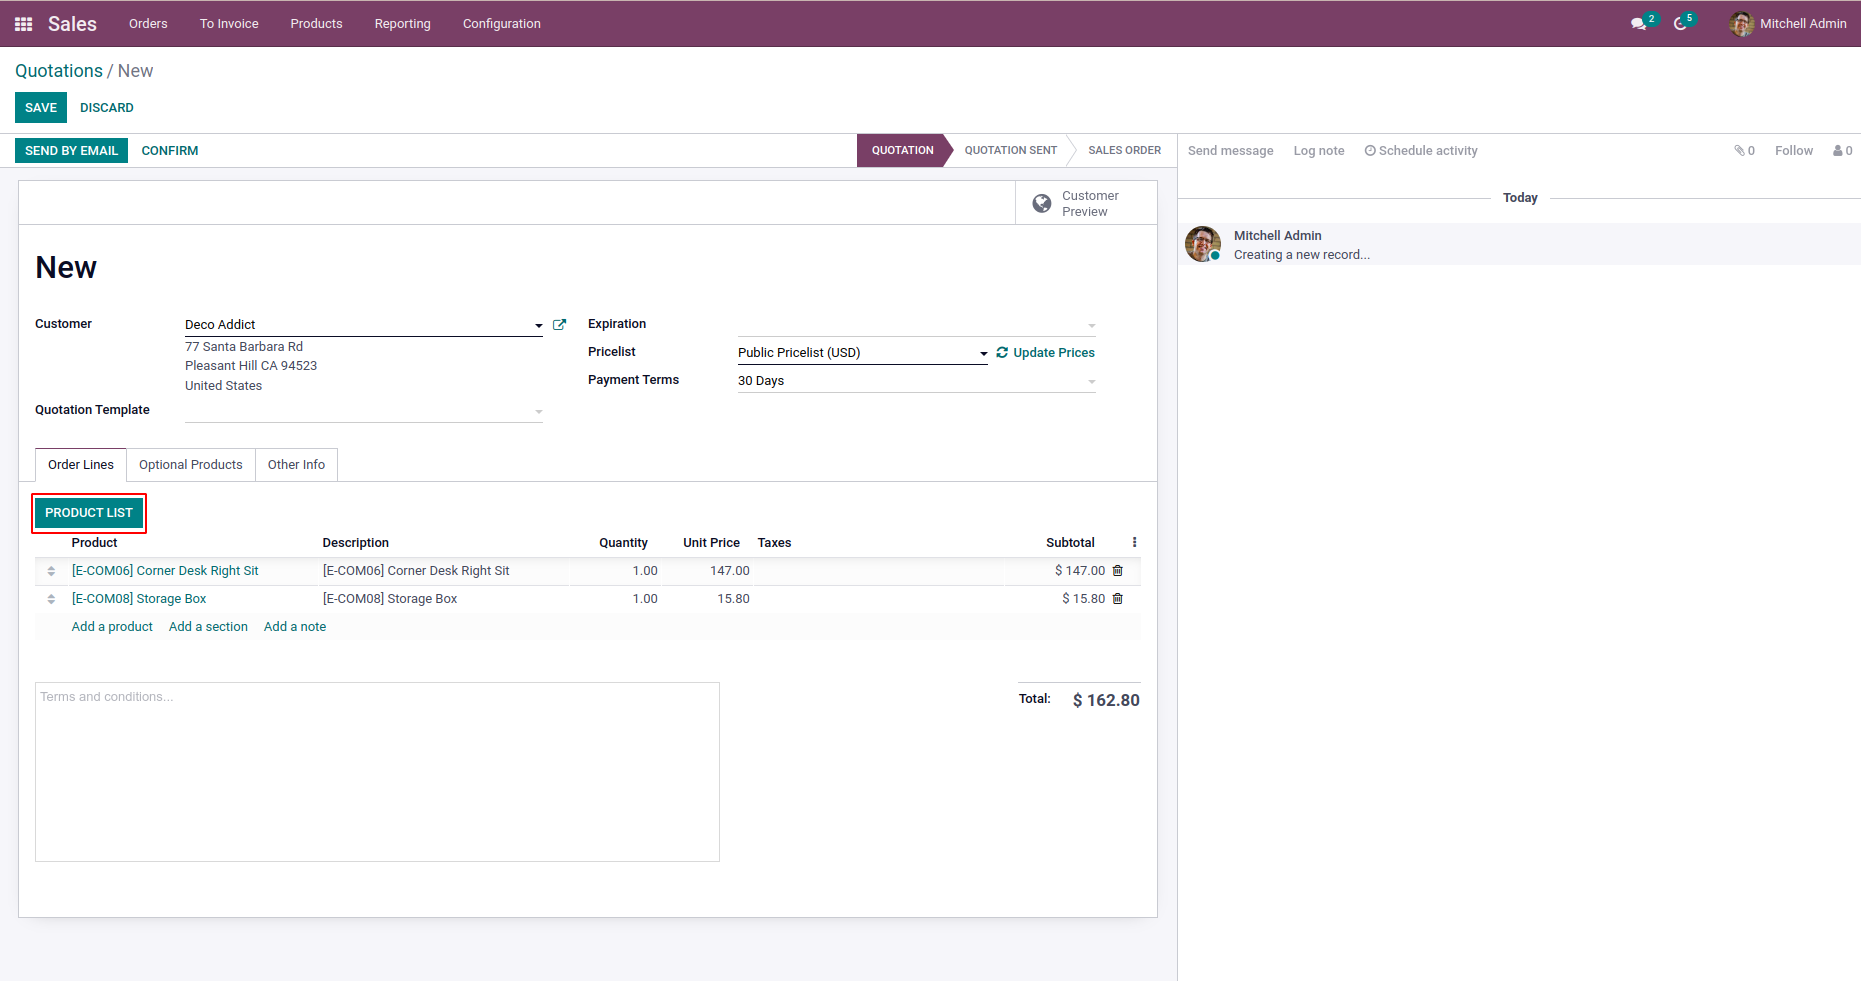 Sales Orders To Invoice Products Reporting Configuration 2 5 Mitchell Admin
Quotations / New
SAVE DISCARD
SEND BY EMAIL CONFIRM QUOTATION QUOTATION SENT SALES ORDER
Send message Log note Schedule activity 0 Follow 0
Customer
Preview
Today
Mitchell Admin
Creating a new record...
New
Customer Deco Addict
77 Santa Barbara Rd
Pleasant Hill CA 94523
United States
Quotation Template
Expiration
Pricelist Public Pricelist (USD) Update Prices
Payment Terms 30 Days
Order Lines Optional Products Other Info
PRODUCT LIST
Product Description Quantity Unit Price Taxes Subtotal
[E-COM06] Corner Desk Right Sit [E-COM06] Corner Desk Right Sit 1.00 147.00 $ 147.00
[E-COM08] Storage Box [E-COM08] Storage Box 1.00 15.80 $ 15.80
Add a product Add a section Add a note
Terms and conditions...
Total: $ 162.80